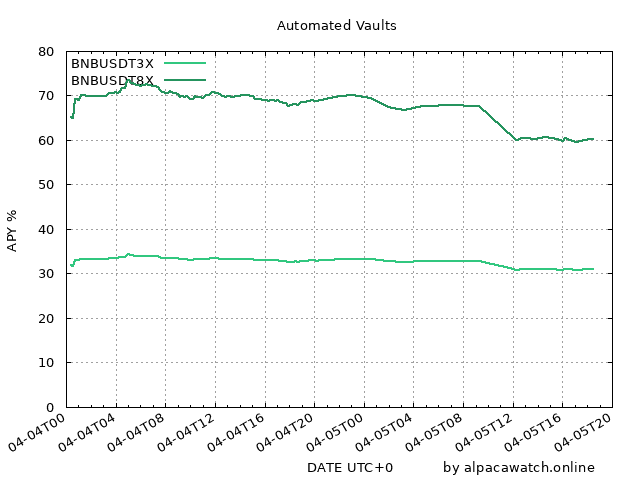 Automated Vaults
BNBUSDT3X
BNBUSDT8X
80
70
60
50
40
30
20
10
0
APY %
04-04T00
04-04T04
04-04T08
04-04T12
04-04T16
04-04T20
04-05T00
04-05T04
04-05T08
04-05T12
04-05T16
04-05T20
DATE UTC+0
by alpacawatch.online